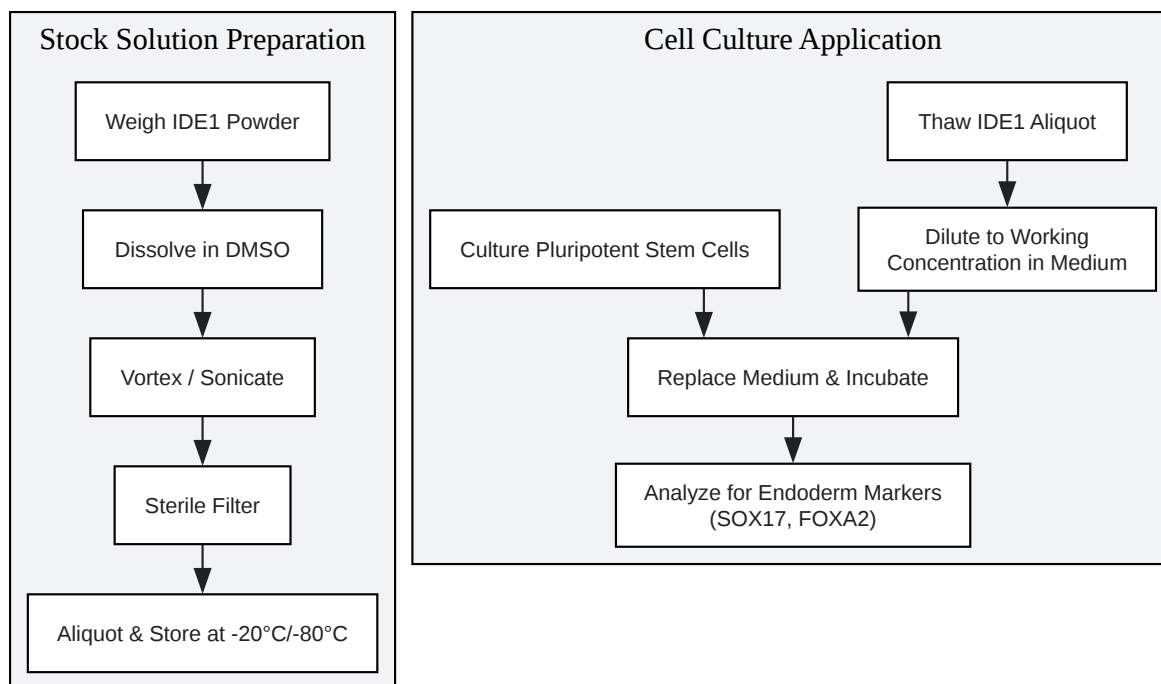 Stock Solution Preparation
Weigh IDE1 Powder
Dissolve in DMSO
Vortex / Sonicate
Sterile Filter
Aliquot & Store at -20°C/-80°C
Cell Culture Application
Thaw IDE1 Aliquot
Culture Pluripotent Stem Cells
Dilute to Working
Concentration in Medium
Replace Medium & Incubate
Analyze for Endoderm Markers
(SOX17, FOXA2)